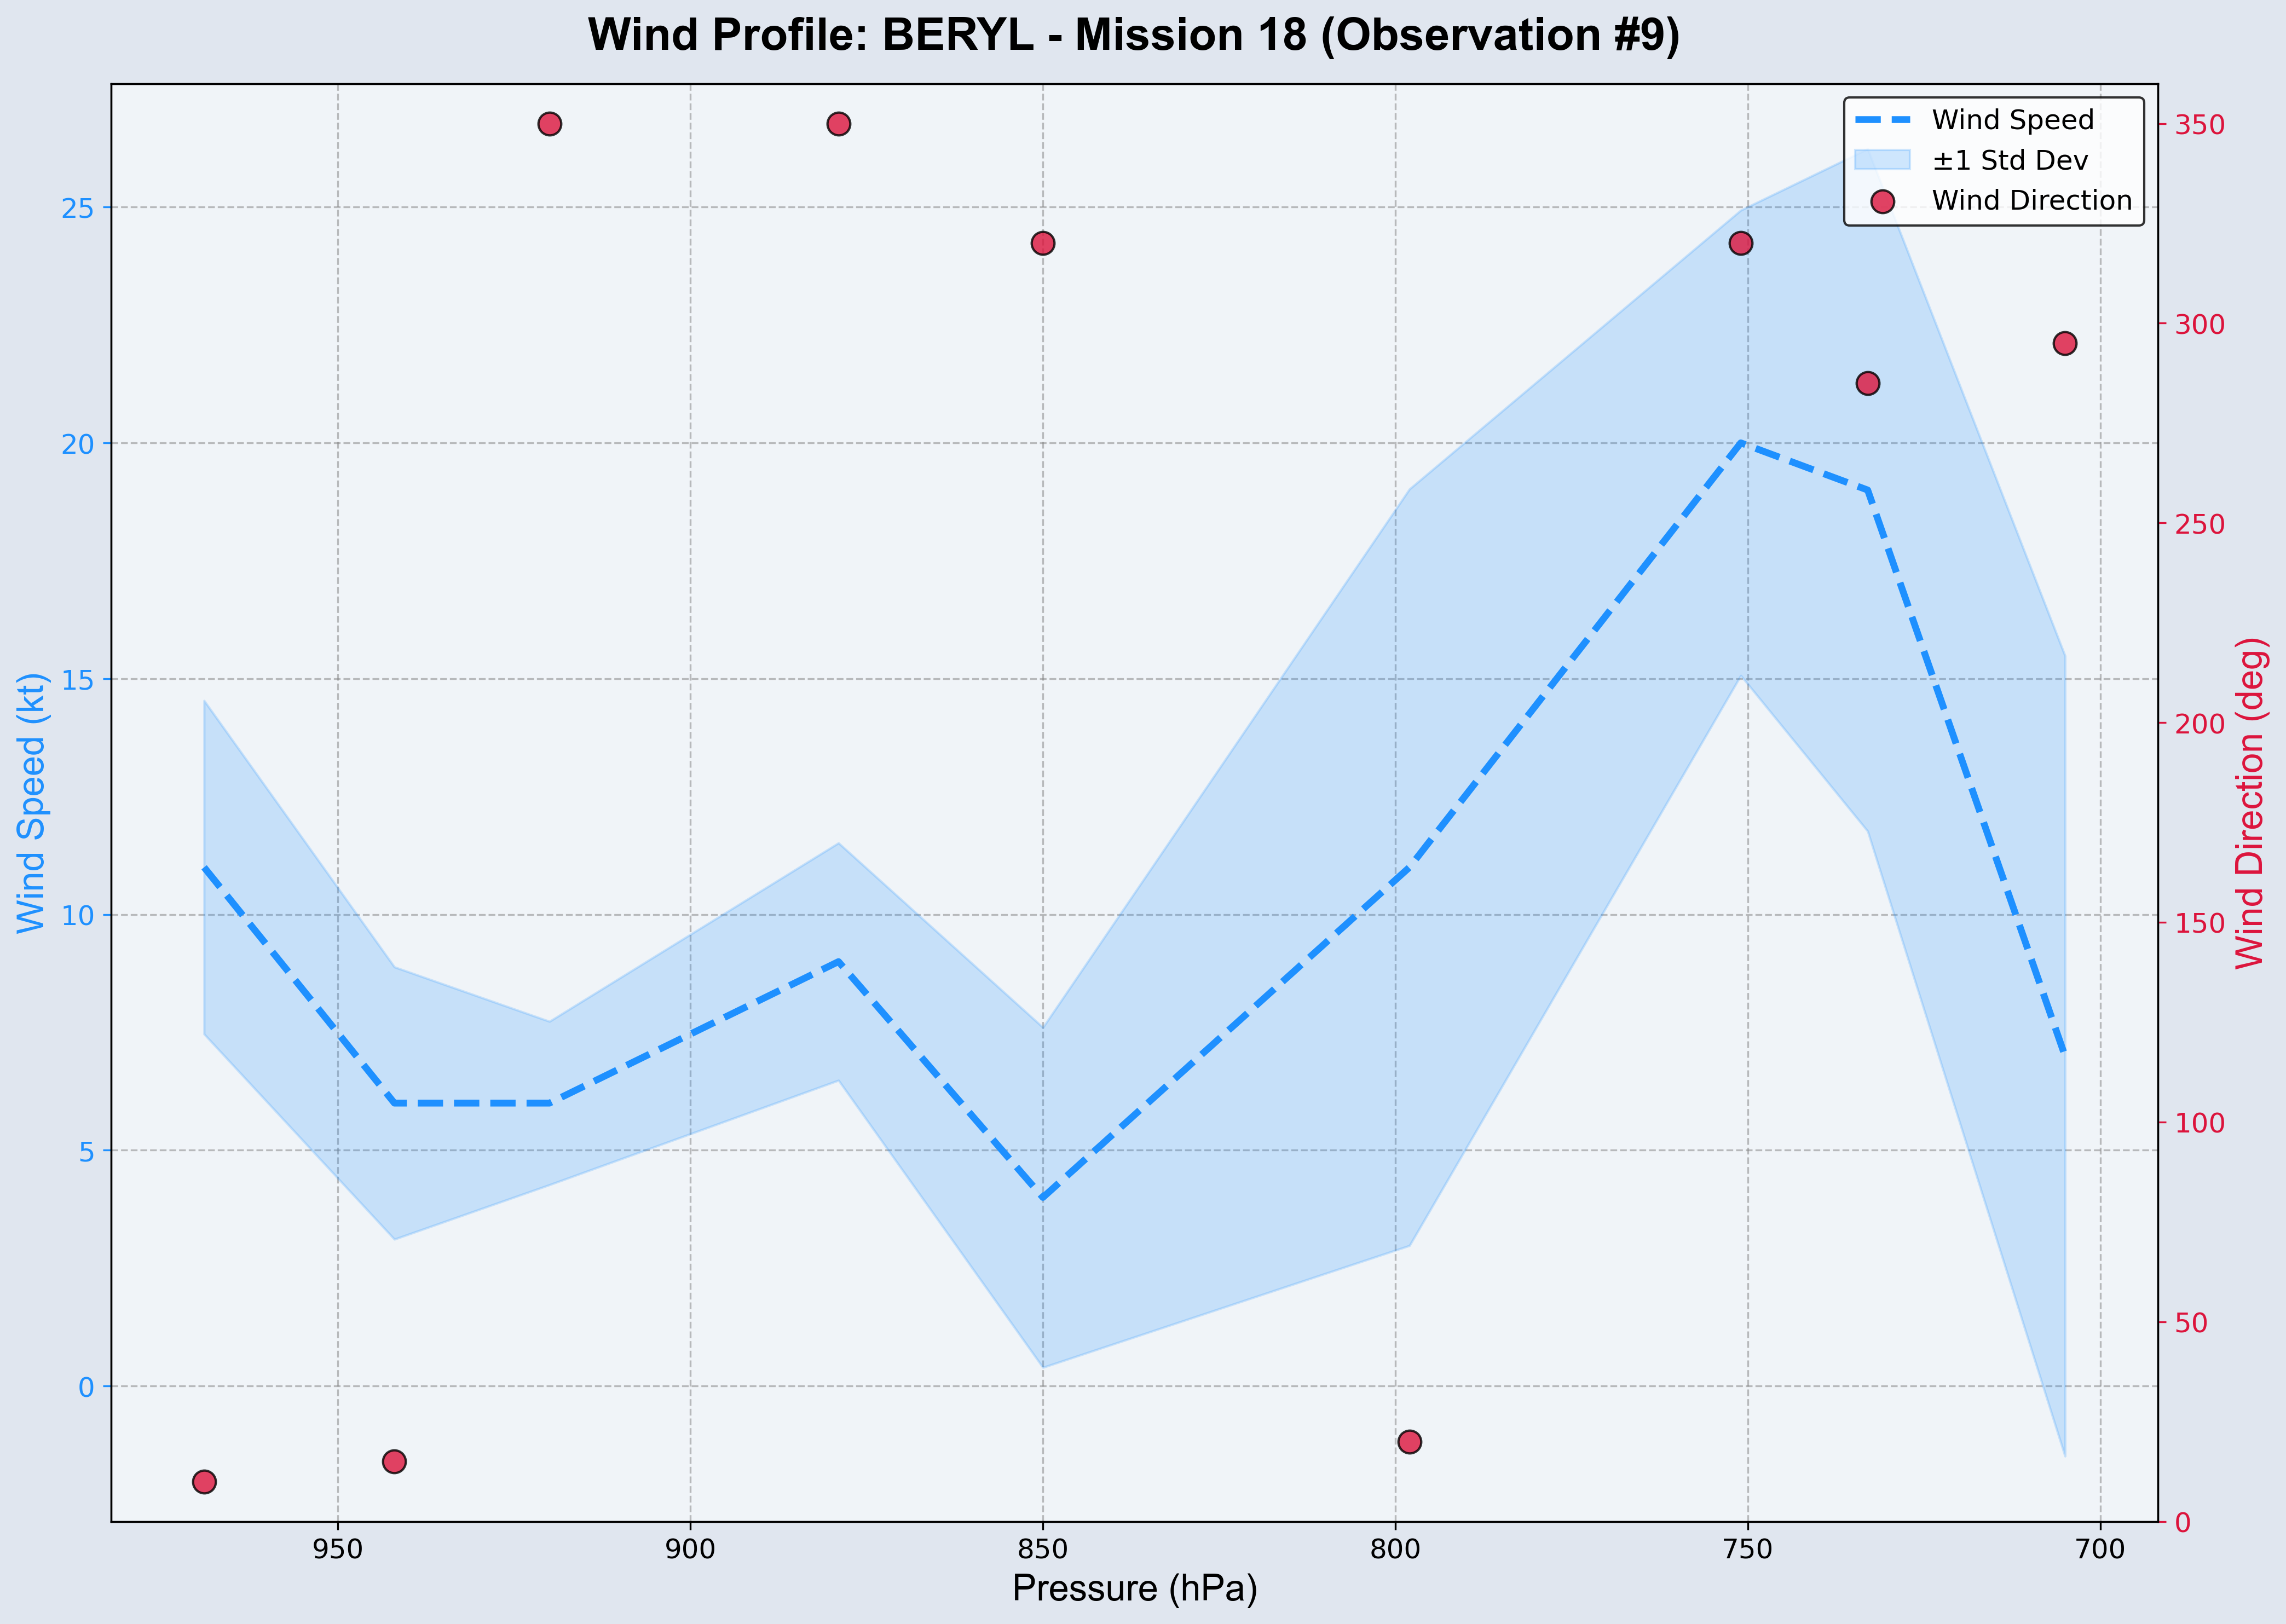 Wind Profile: BERYL - Mission 18 (Observation #9)
Wind Speed
±1 Std Dev
Wind Direction
25
20
15
10
5
0
Wind Speed (kt)
350
300
250
200
150
100
50
0
Wind Direction (deg)
950
900
850
800
750
700
Pressure (hPa)